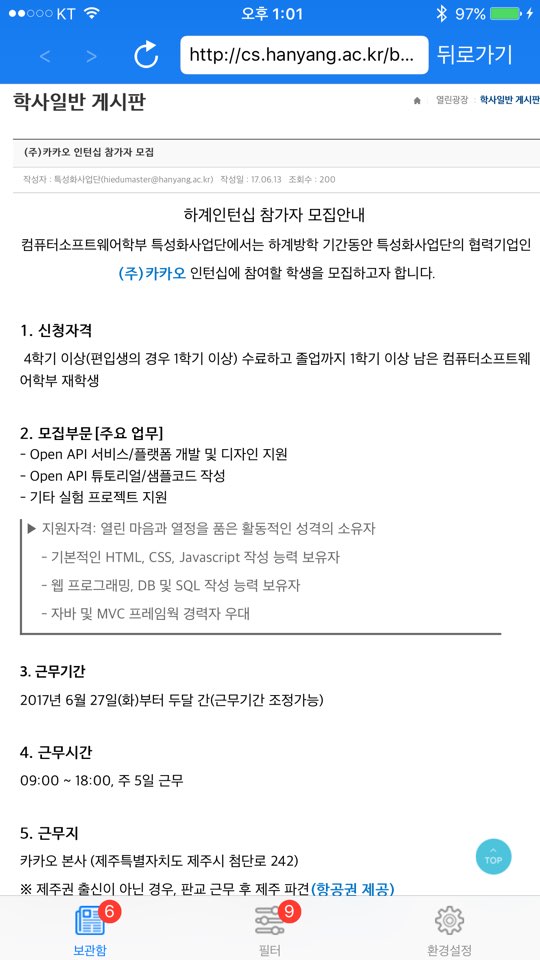 KT 오후 1:01 97%
http://cs.hanyang.ac.kr/b... 뒤로가기
학사일반 게시판 열린광장 학사일반 게시판
(주)카카오 인턴십 참가자 모집
작성자 : 특성화사업단(hiedumaster@hanyang.ac.kr) 작성일 : 17.06.13 조회수 : 200
하계인턴십 참가자 모집안내
컴퓨터소프트웨어학부 특성화사업단에서는 하계방학 기간동안 특성화사업단의 협력기업인
(주)카카오 인턴십에 참여할 학생을 모집하고자 합니다.
1. 신청자격
4학기 이상(편입생의 경우 1학기 이상) 수료하고 졸업까지 1학기 이상 남은 컴퓨터소프트웨
어학부 재학생
2. 모집부문[주요 업무]
- Open API 서비스/플랫폼 개발 및 디자인 지원
- Open API 튜토리얼/샘플코드 작성
- 기타 실험 프로젝트 지원
▶ 지원자격: 열린 마음과 열정을 품은 활동적인 성격의 소유자
- 기본적인 HTML, CSS, Javascript 작성 능력 보유자
- 웹 프로그래밍, DB 및 SQL 작성 능력 보유자
- 자바 및 MVC 프레임웍 경력자 우대
3. 근무기간
2017년 6월 27일(화)부터 두달 간(근무기간 조정가능)
4. 근무시간
09:00 ~ 18:00, 주 5일 근무
5. 근무지
카카오 본사 (제주특별자치도 제주시 첨단로 242)
TOP
※ 제주권 출신이 아닌 경우, 판교 근무 후 제주 파견(항공권 제공)
6 9
보관함 필터 환경설정